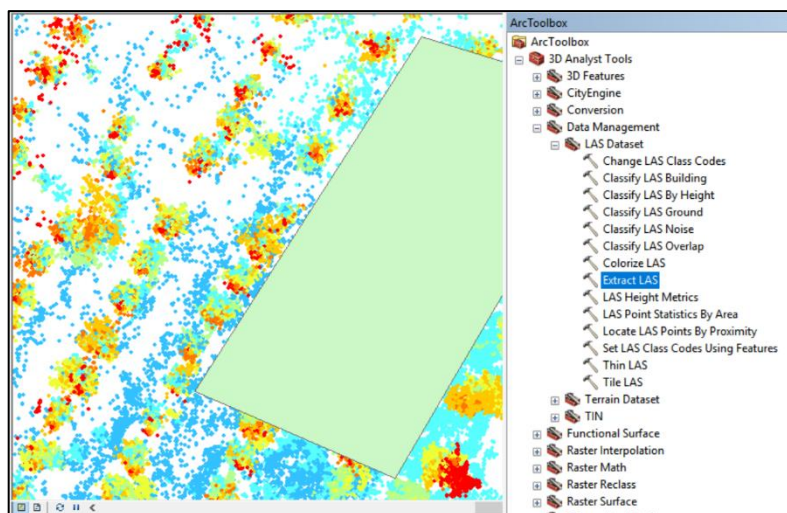 ArcToolbox
ArcToolbox
3D Analyst Tools
3D Features
CityEngine
Conversion
Data Management
LAS Dataset
Change LAS Class Codes
Classify LAS Building
Classify LAS By Height
Classify LAS Ground
Classify LAS Noise
Classify LAS Overlap
Colorize LAS
Extract LAS
LAS Height Metrics
LAS Point Statistics By Area
Locate LAS Points By Proximity
Set LAS Class Codes Using Features
Thin LAS
Tile LAS
Terrain Dataset
TIN
Functional Surface
Raster Interpolation
Raster Math
Raster Reclass
Raster Surface